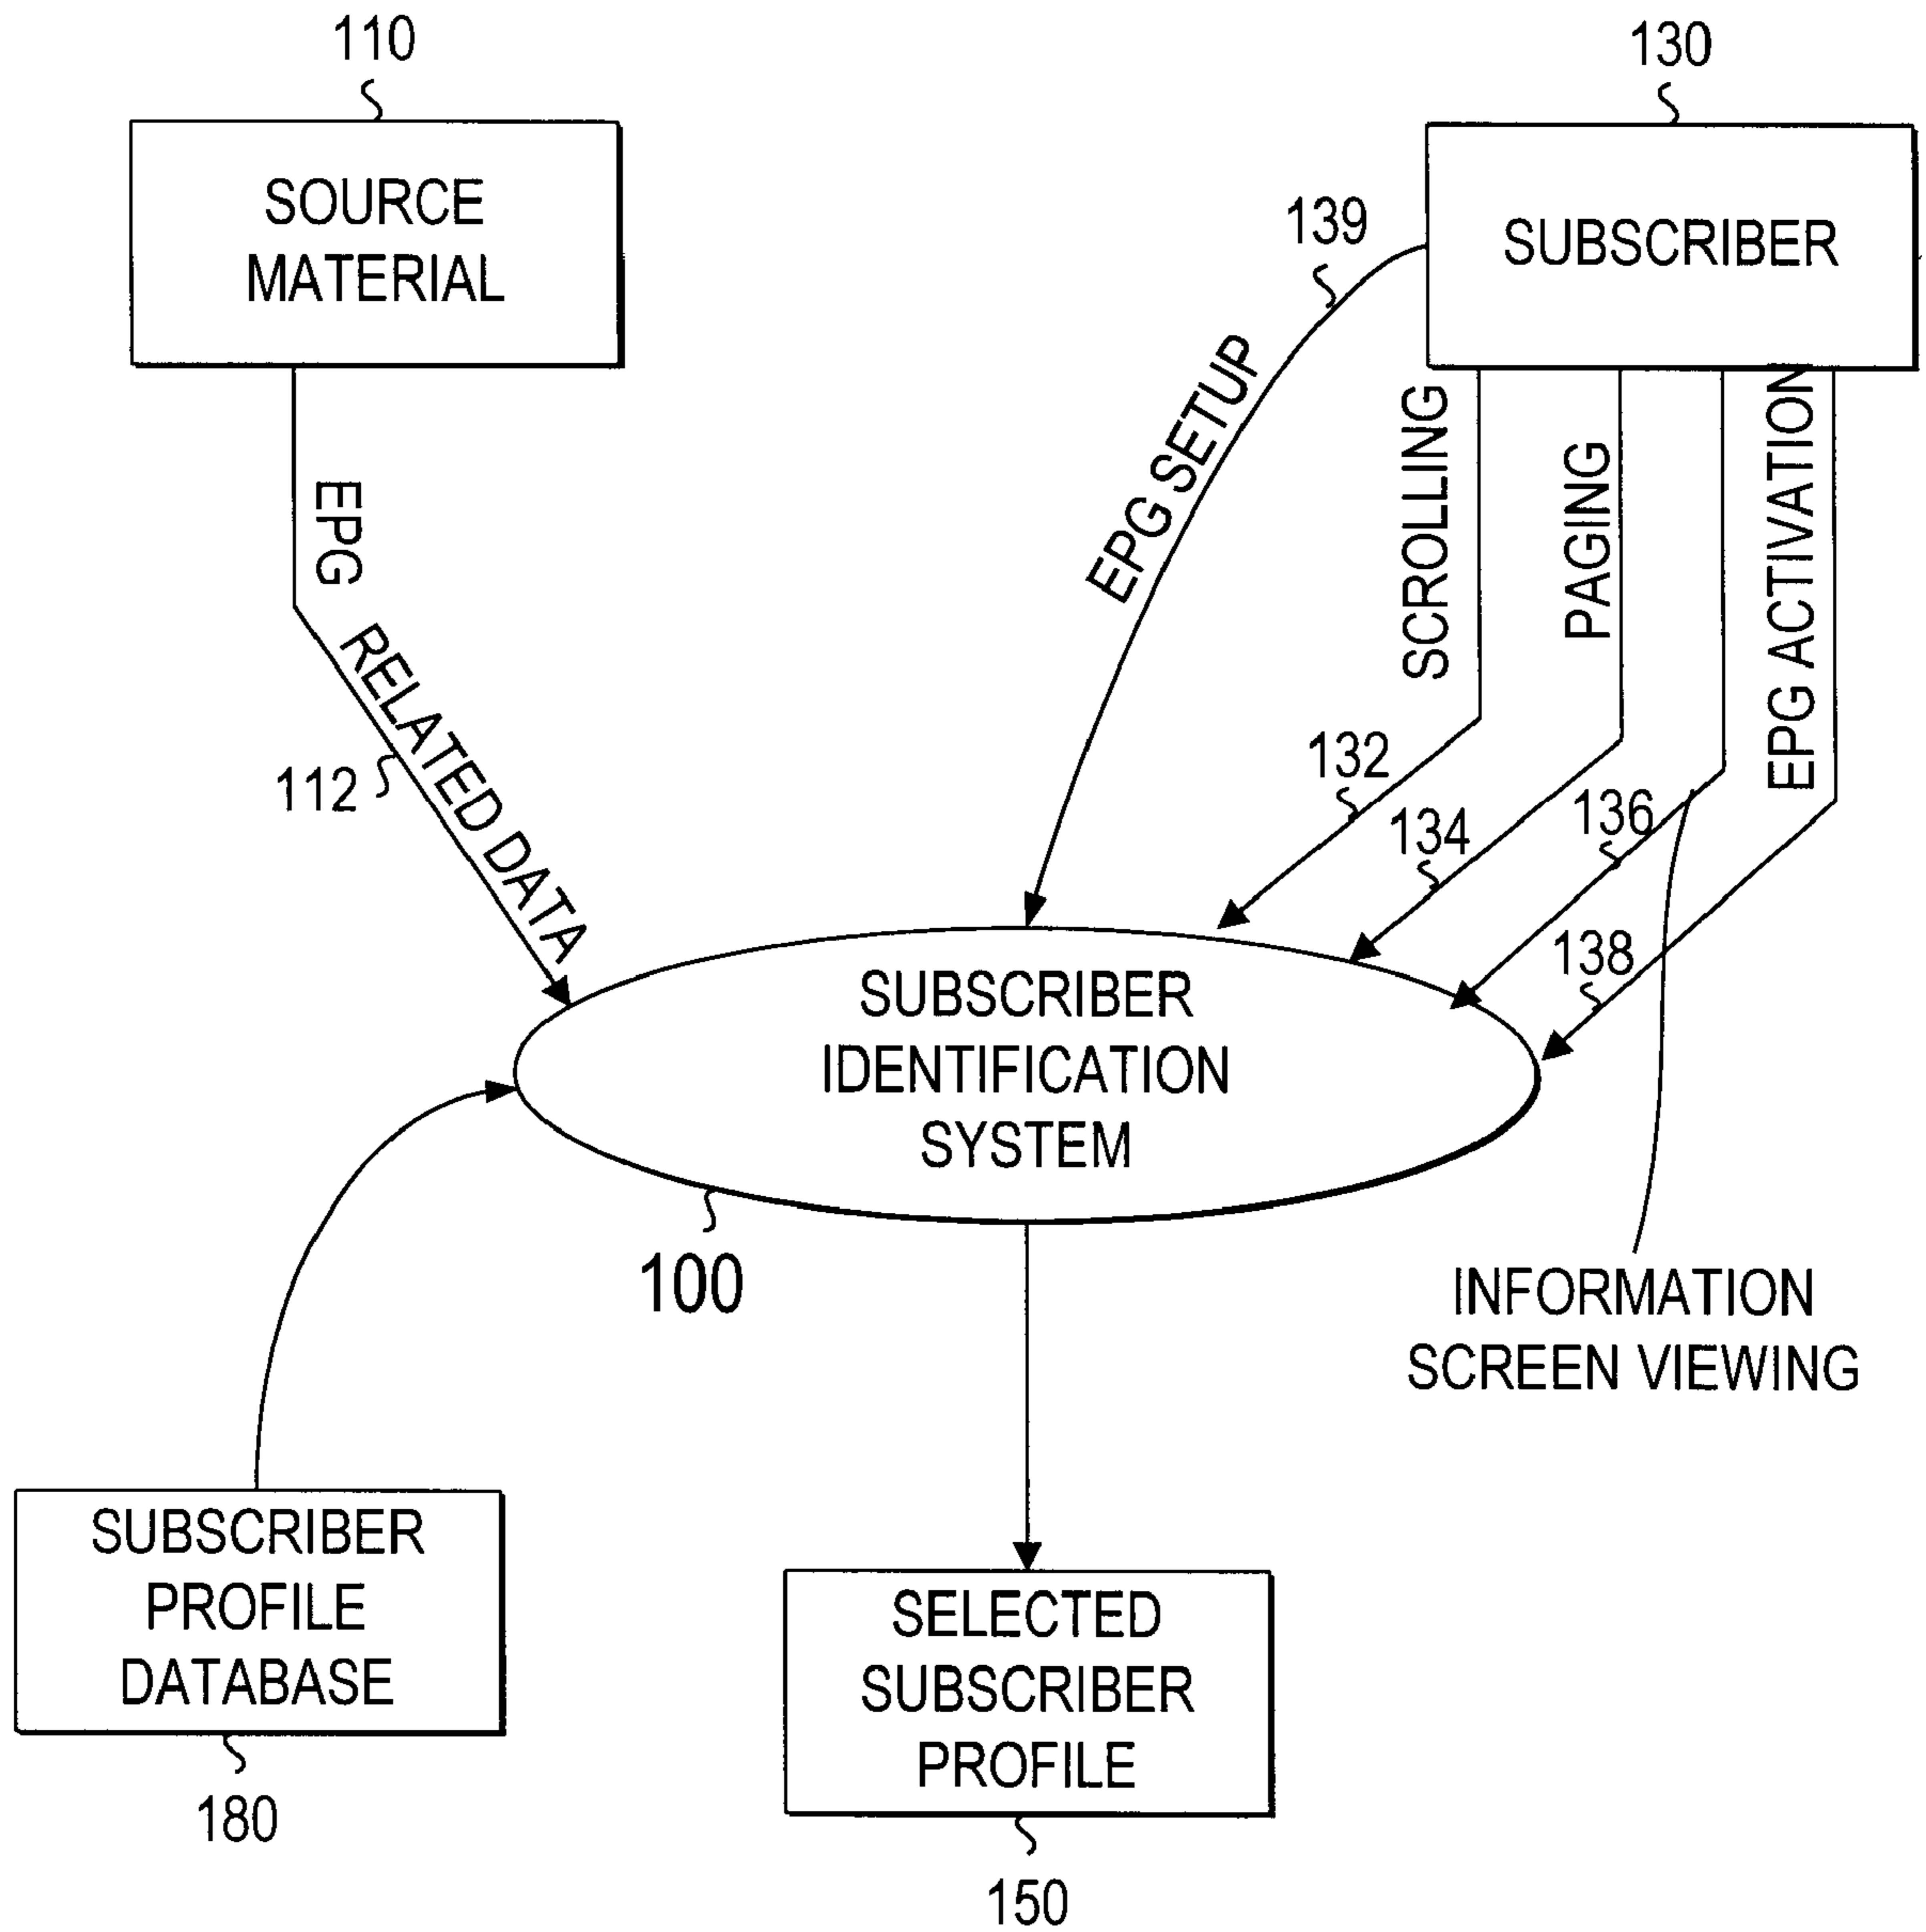 110
SOURCE
MATERIAL
130
SUBSCRIBER
139
EPG SETUP
SCROLLING
PAGING
EPG ACTIVATION
EPG RELATED DATA
112
132
134
136
138
SUBSCRIBER
IDENTIFICATION
SYSTEM
100
INFORMATION
SCREEN VIEWING
SUBSCRIBER
PROFILE
DATABASE
180
SELECTED
SUBSCRIBER
PROFILE
150